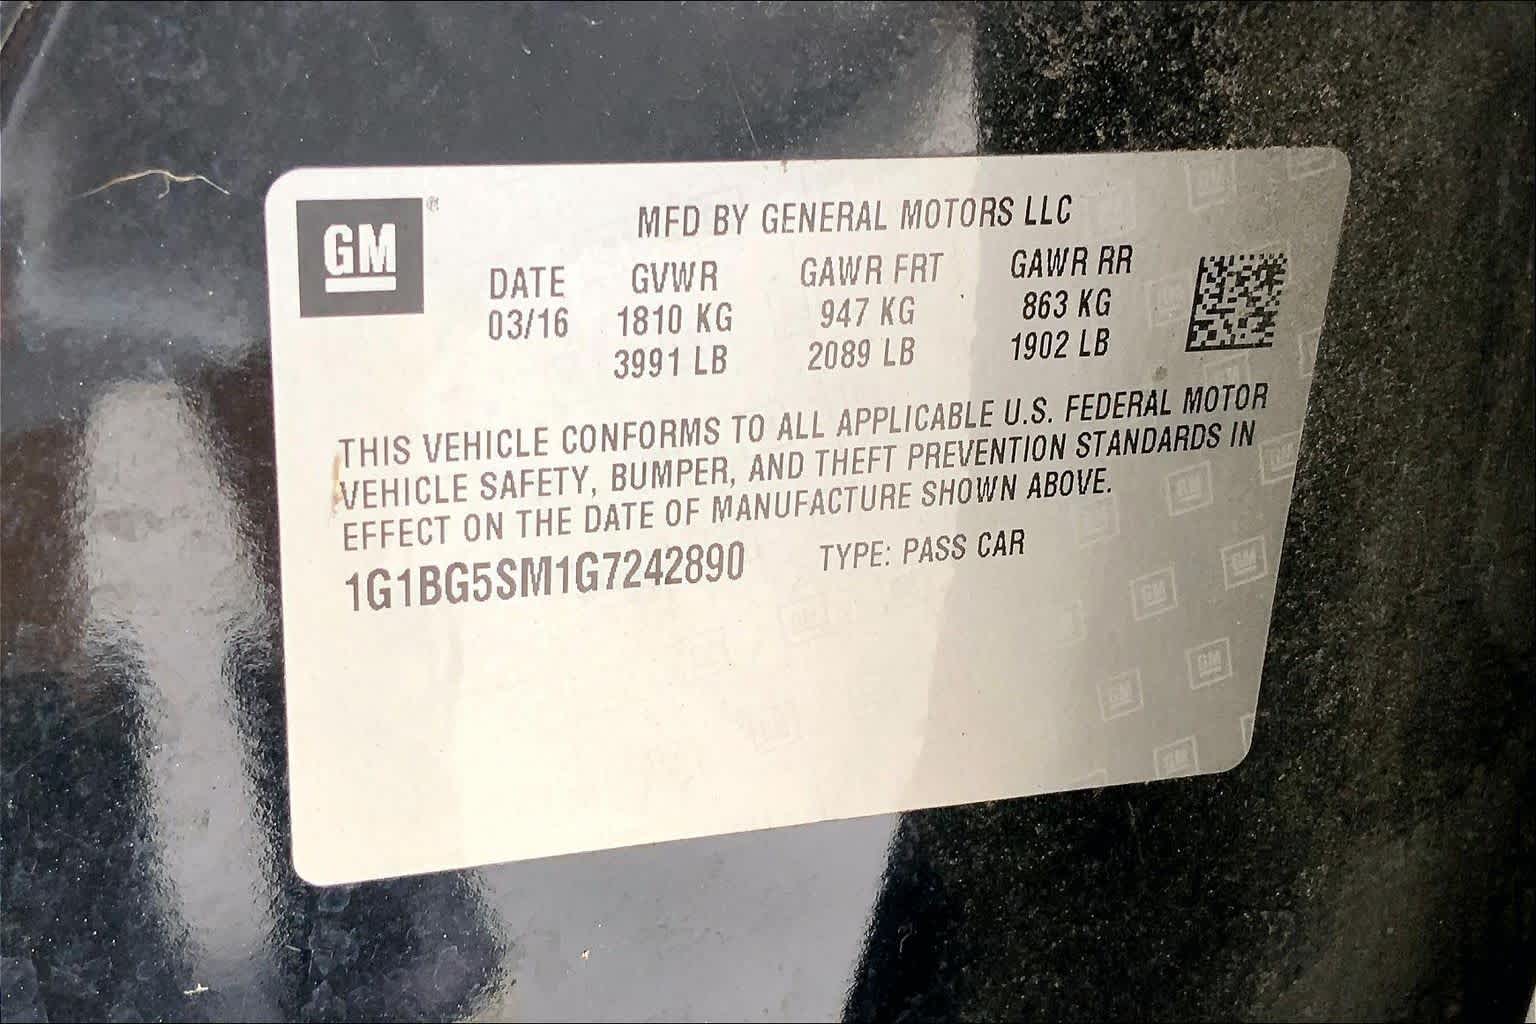 GM ®
MFD BY GENERAL MOTORS LLC
DATE GVWR GAWR FRT GAWR RR
03/16 1810 KG 947 KG 863 KG
3991 LB 2089 LB 1902 LB
THIS VEHICLE CONFORMS TO ALL APPLICABLE U.S. FEDERAL MOTOR
VEHICLE SAFETY, BUMPER, AND THEFT PREVENTION STANDARDS IN
EFFECT ON THE DATE OF MANUFACTURE SHOWN ABOVE.
1G1BG5SM1G7242890 TYPE: PASS CAR